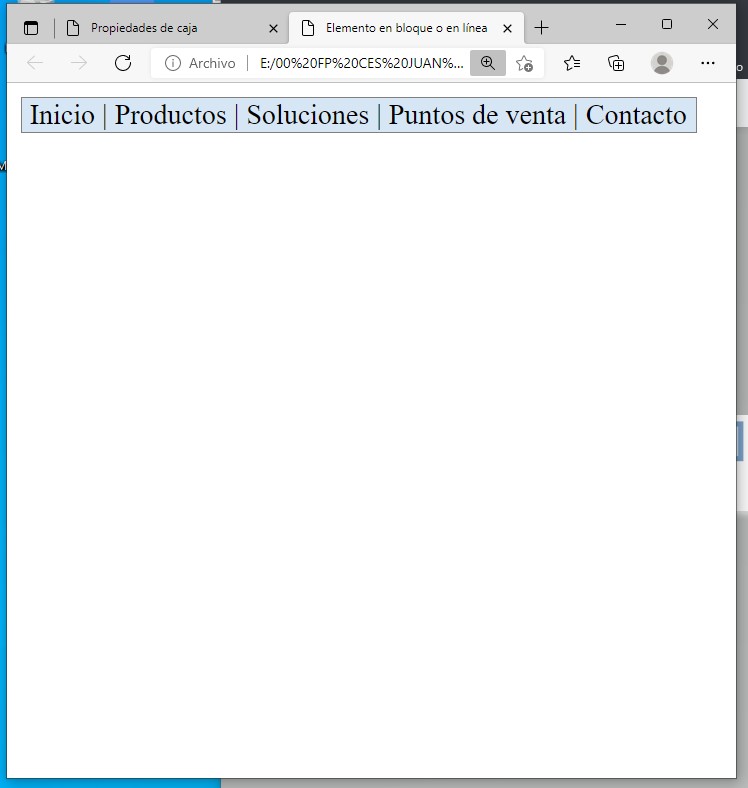 Propiedades de caja
Elemento en bloque o en línea
Archivo
E:/00%20FP%20CES%20JUAN%...
Inicio | Productos | Soluciones | Puntos de venta | Contacto